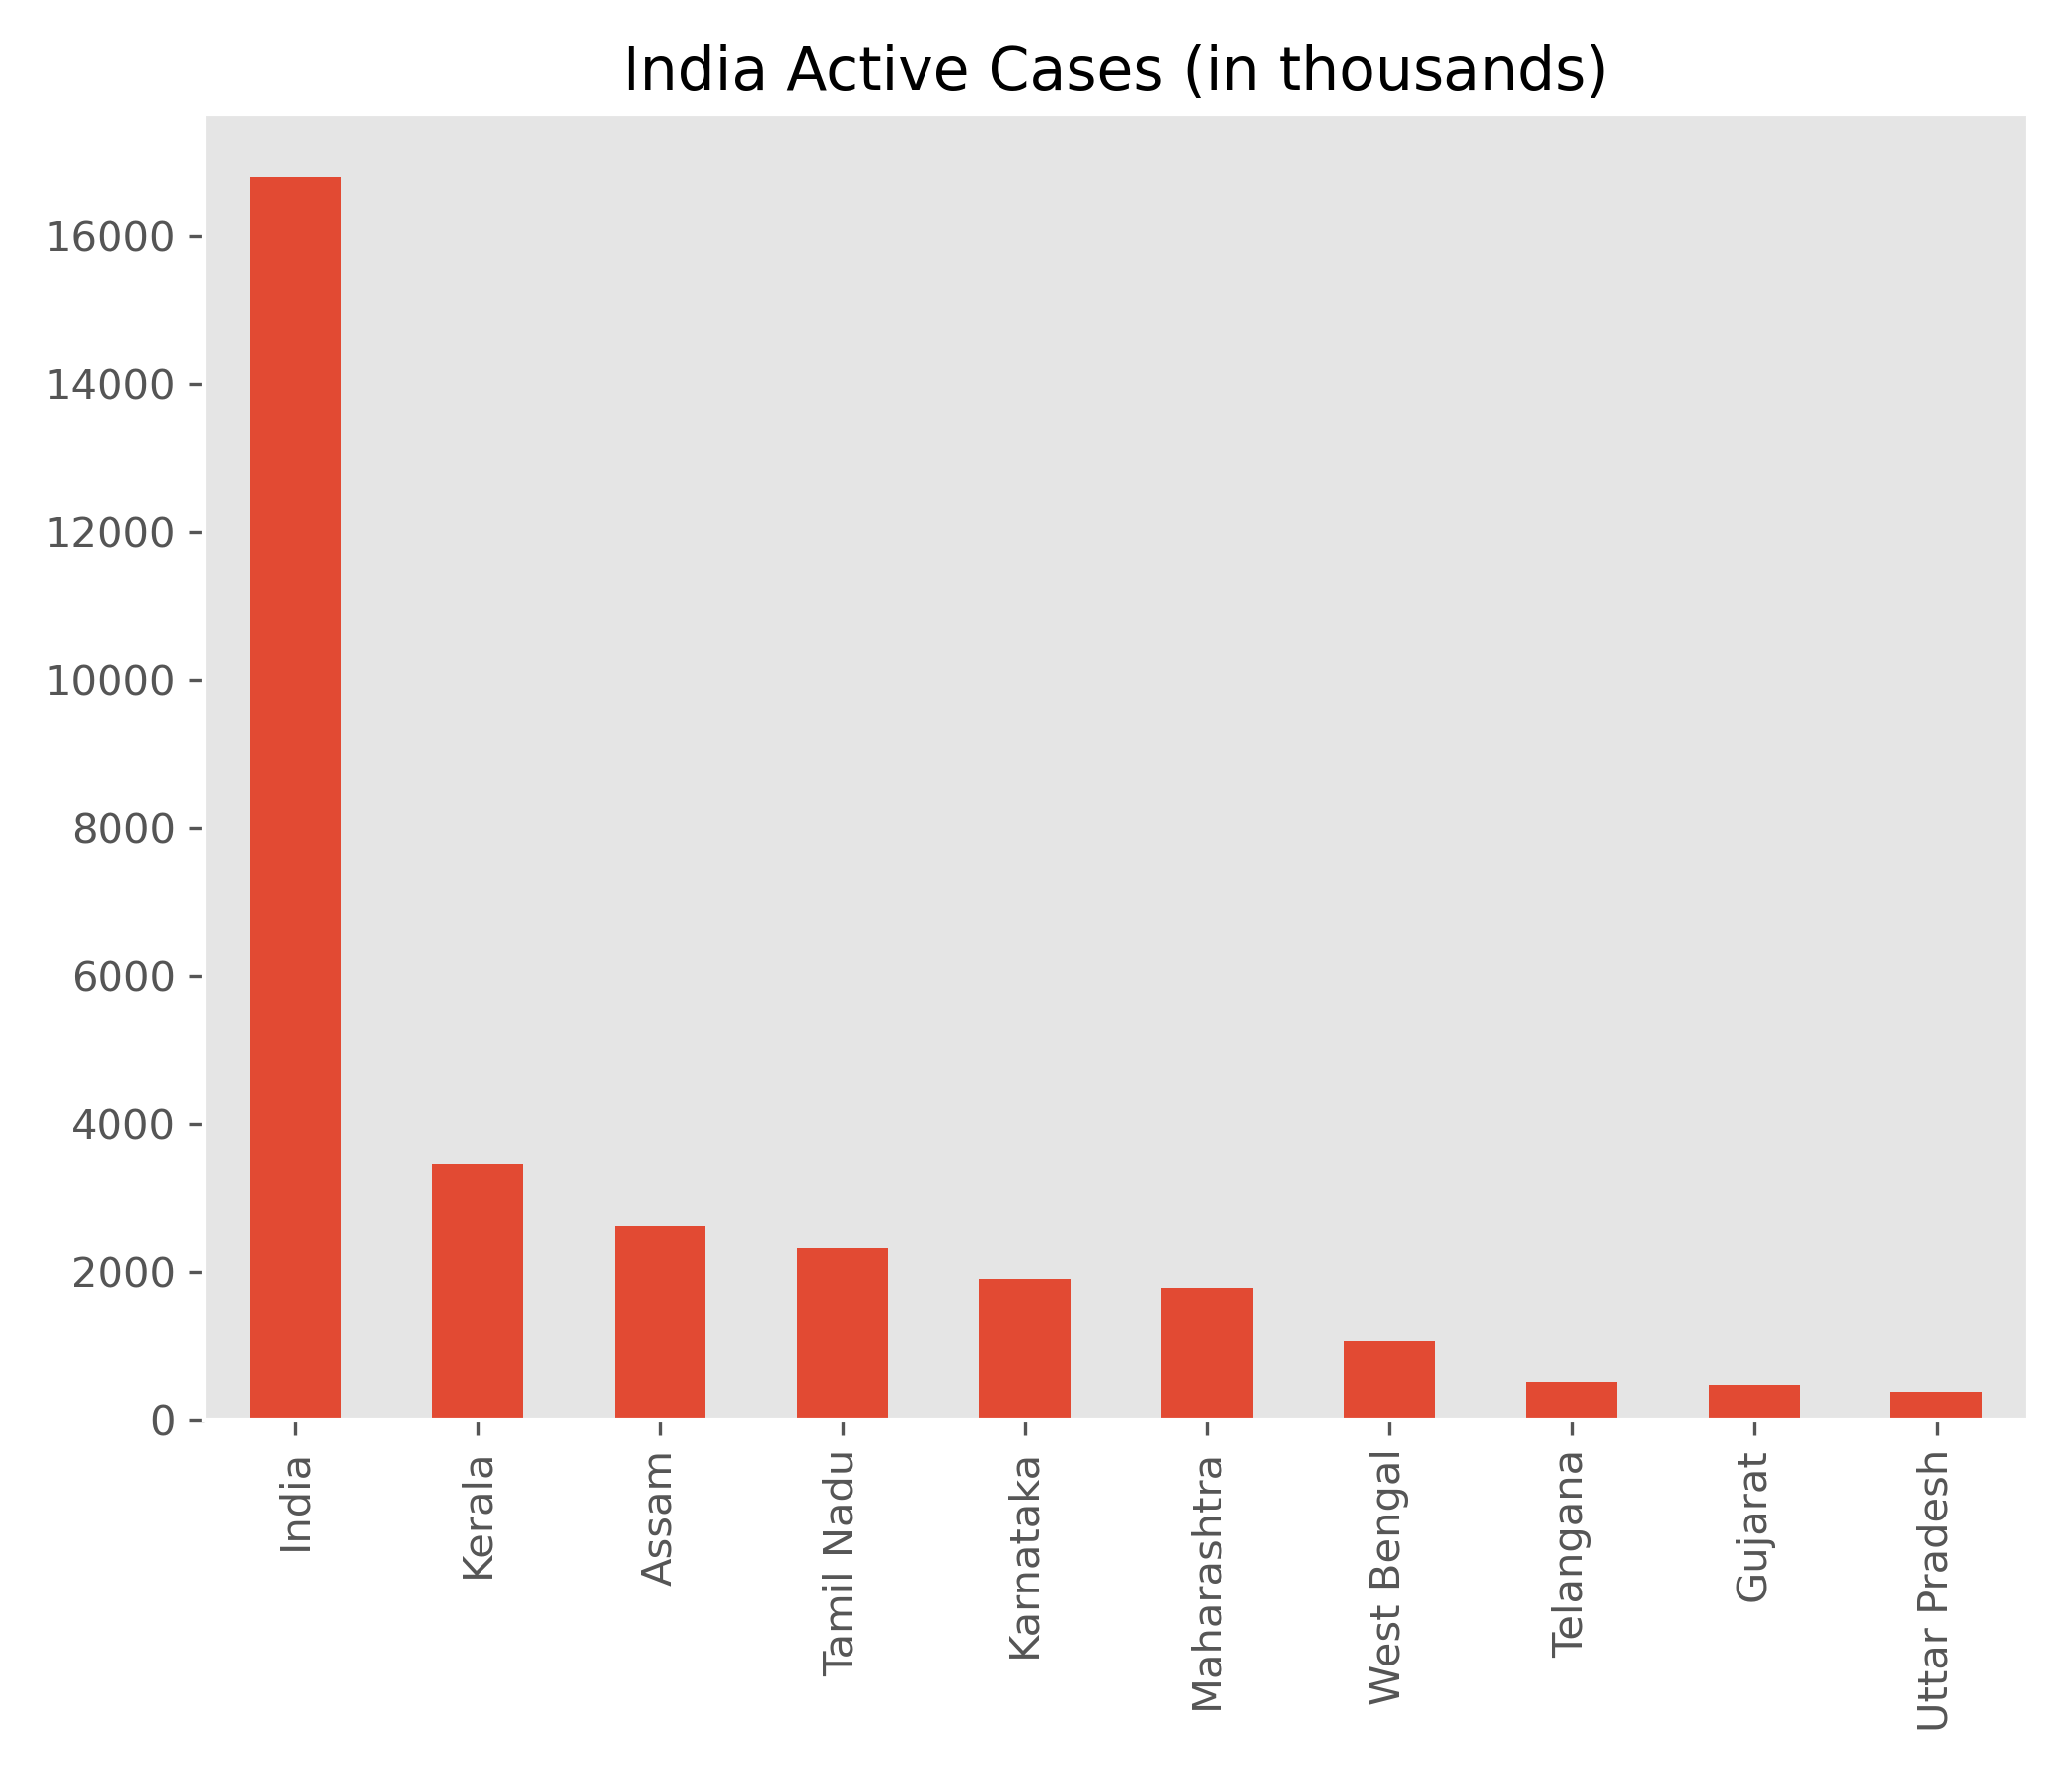 India Active Cases (in thousands)
16000
14000
12000
10000
8000
6000
4000
2000
0
India
Kerala
Assam
Tamil Nadu
Karnataka
Maharashtra
West Bengal
Telangana
Gujarat
Uttar Pradesh